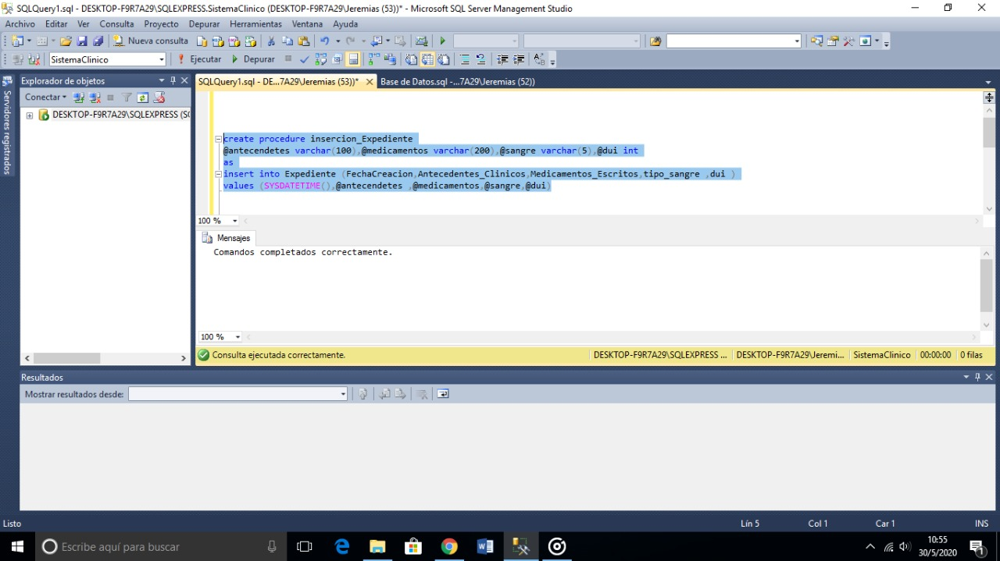 SQLQuery1.sql - DESKTOP-F9R7A29\SQLEXPRESS.SistemaClinico (DESKTOP-F9R7A29\Jeremias (53))* - Microsoft SQL Server Management Studio
Archivo Editar Ver Consulta Proyecto Depurar Herramientas Ventana Ayuda
Nueva consulta
SistemaClinico Ejecutar Depurar
Servidores registrados
Explorador de objetos
Conectar
DESKTOP-F9R7A29\SQLEXPRESS (S
SQLQuery1.sql - DE...7A29\Jeremias (53))* Base de Datos.sql -...7A29\Jeremias (52))
create procedure insercion_Expediente
@antecendetes varchar(100),@medicamentos varchar(200),@sangre varchar(5),@dui int
as
insert into Expediente (FechaCreacion,Antecedentes_Clinicos,Medicamentos_Escritos,tipo_sangre ,dui )
values (SYSDATETIME(),@antecendetes ,@medicamentos,@sangre,@dui)
100 %
Mensajes
Comandos completados correctamente.
100 %
Consulta ejecutada correctamente. DESKTOP-F9R7A29\SQLEXPRESS ... DESKTOP-F9R7A29\Jeremi... SistemaClinico 00:00:00 0 filas
Resultados
Mostrar resultados desde:
Listo Lín 5 Col 1 Car 1 INS
Escribe aquí para buscar
10:55
30/5/2020
1